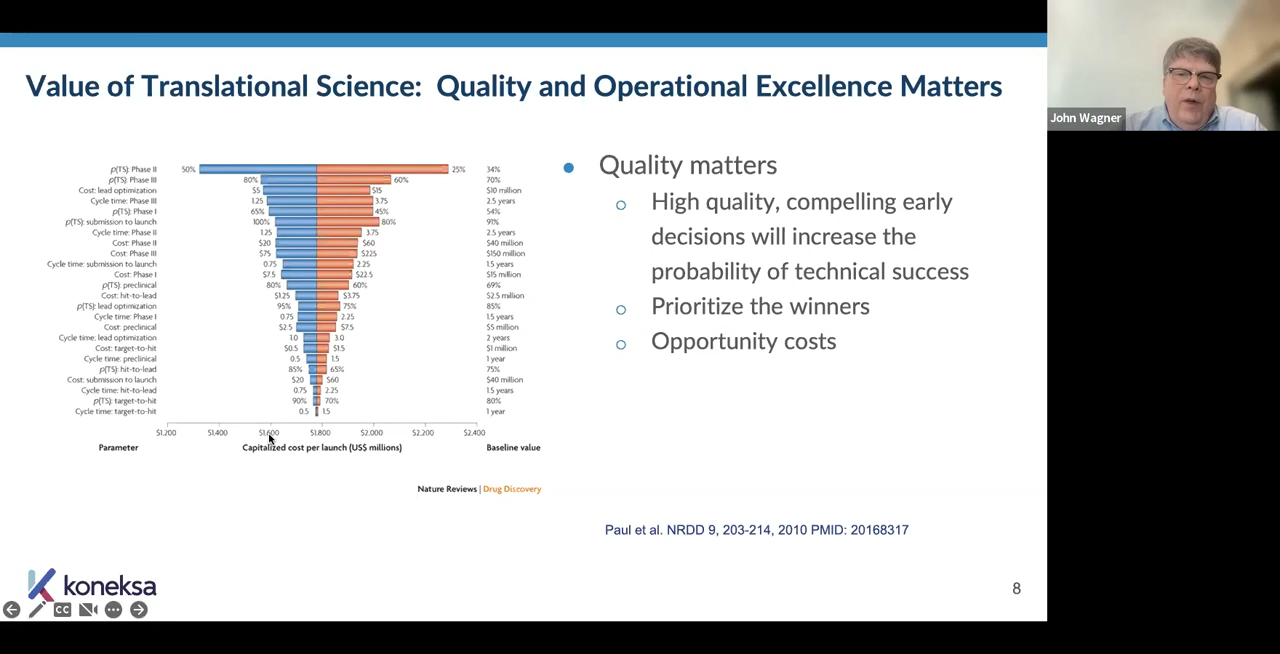 Value of Translational Science: Quality and Operational Excellence Matters
John Wagner
p(TS): Phase II 50% 25% 34%
p(TS): Phase III 80% 60% 70%
Cost: lead optimization $5 $15 $10 million
Cycle time: Phase III 1.25 3.75 2.5 years
p(TS): Phase I 65% 45% 54%
p(TS): submission to launch 100% 80% 91%
Cycle time: Phase II 1.25 3.75 2.5 years
Cost: Phase II $20 $60 $40 million
Cost: Phase III $75 $225 $150 million
Cycle time: submission to launch 0.75 2.25 1.5 years
Cost: Phase I $7.5 $22.5 $15 million
p(TS): preclinical 80% 60% 69%
Cost: hit-to-lead $1.25 $3.75 $2.5 million
p(TS): lead optimization 95% 75% 85%
Cycle time: Phase I 0.75 2.25 1.5 years
Cost: preclinical $2.5 $7.5 $5 million
Cycle time: lead optimization 1.0 3.0 2 years
Cost: target-to-hit $0.5 $1.5 $1 million
Cycle time: preclinical 0.5 1.5 1 year
p(TS): hit-to-lead 85% 65% 75%
Cost: submission to launch $20 $60 $40 million
Cycle time: hit-to-lead 0.75 2.25 1.5 years
p(TS): target-to-hit 90% 70% 80%
Cycle time: target-to-hit 0.5 1.5 1 year
$1,200 $1,400 $1,600 $1,800 $2,000 $2,200 $2,400
Parameter Capitalized cost per launch (US$ millions) Baseline value
Nature Reviews | Drug Discovery
Quality matters
High quality, compelling early
decisions will increase the
probability of technical success
Prioritize the winners
Opportunity costs
Paul et al. NRDD 9, 203-214, 2010 PMID: 20168317
koneksa
CC
8